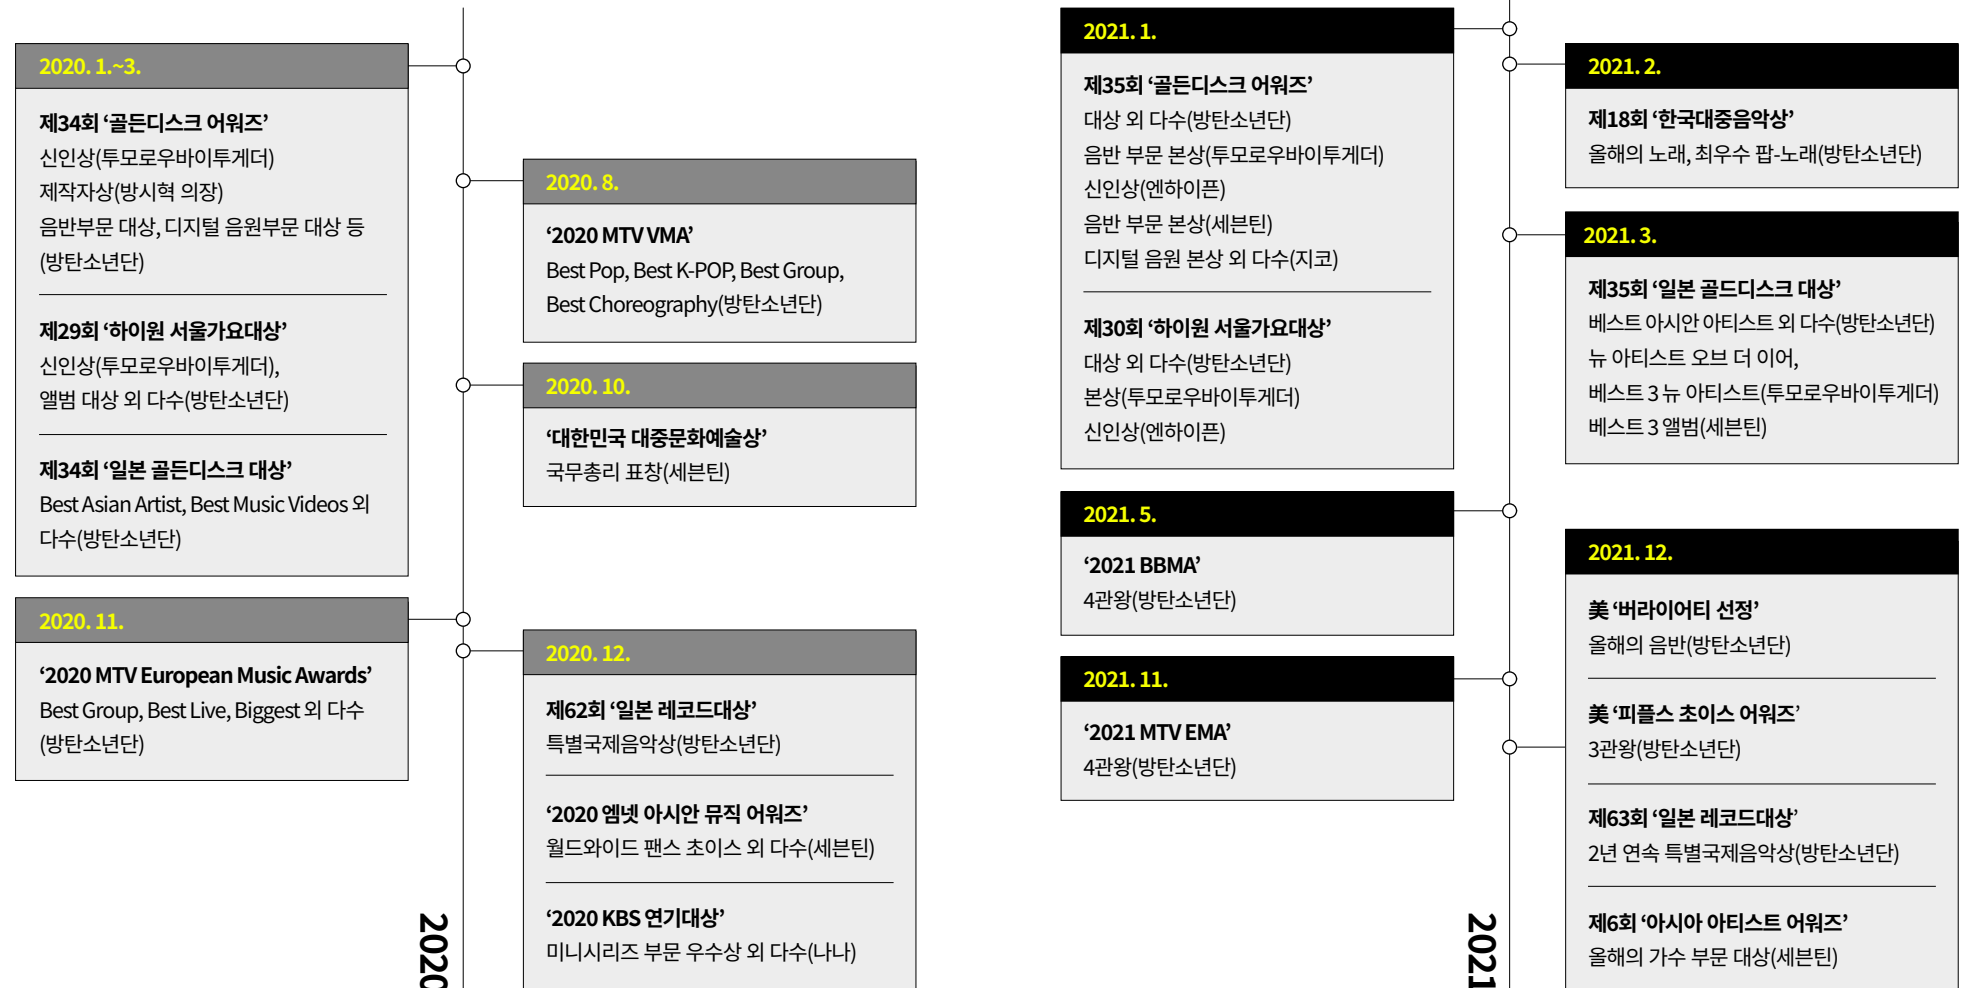 2020. 1.~3.
제34회 ‘골든디스크 어워즈’
신인상(투모로우바이투게더)
제작자상(방시혁 의장)
음반부문 대상, 디지털 음원부문 대상 등
(방탄소년단)
제29회 ‘하이원 서울가요대상’
신인상(투모로우바이투게더),
앨범 대상 외 다수(방탄소년단)
제34회 ‘일본 골든디스크 대상’
Best Asian Artist, Best Music Videos 외
다수(방탄소년단)
2020. 8.
‘2020 MTV VMA’
Best Pop, Best K-POP, Best Group,
Best Choreography(방탄소년단)
2020. 10.
‘대한민국 대중문화예술상’
국무총리 표창(세븐틴)
2020. 11.
‘2020 MTV European Music Awards’
Best Group, Best Live, Biggest 외 다수
(방탄소년단)
2020. 12.
제62회 ‘일본 레코드대상’
특별국제음악상(방탄소년단)
‘2020 엠넷 아시안 뮤직 어워즈’
월드와이드 팬스 초이스 외 다수(세븐틴)
‘2020 KBS 연기대상’
미니시리즈 부문 우수상 외 다수(나나)
2020
2021. 1.
제35회 ‘골든디스크 어워즈’
대상 외 다수(방탄소년단)
음반 부문 본상(투모로우바이투게더)
신인상(엔하이픈)
음반 부문 본상(세븐틴)
디지털 음원 본상 외 다수(지코)
제30회 ‘하이원 서울가요대상’
대상 외 다수(방탄소년단)
본상(투모로우바이투게더)
신인상(엔하이픈)
2021. 2.
제18회 ‘한국대중음악상’
올해의 노래, 최우수 팝-노래(방탄소년단)
2021. 3.
제35회 ‘일본 골드디스크 대상’
베스트 아시안 아티스트 외 다수(방탄소년단)
뉴 아티스트 오브 더 이어,
베스트 3 뉴 아티스트(투모로우바이투게더)
베스트 3 앨범(세븐틴)
2021. 5.
‘2021 BBMA’
4관왕(방탄소년단)
2021. 11.
‘2021 MTV EMA’
4관왕(방탄소년단)
2021. 12.
美 ‘버라이어티 선정’
올해의 음반(방탄소년단)
美 ‘피플스 초이스 어워즈’
3관왕(방탄소년단)
제63회 ‘일본 레코드대상’
2년 연속 특별국제음악상(방탄소년단)
제6회 ‘아시아 아티스트 어워즈’
올해의 가수 부문 대상(세븐틴)
2021